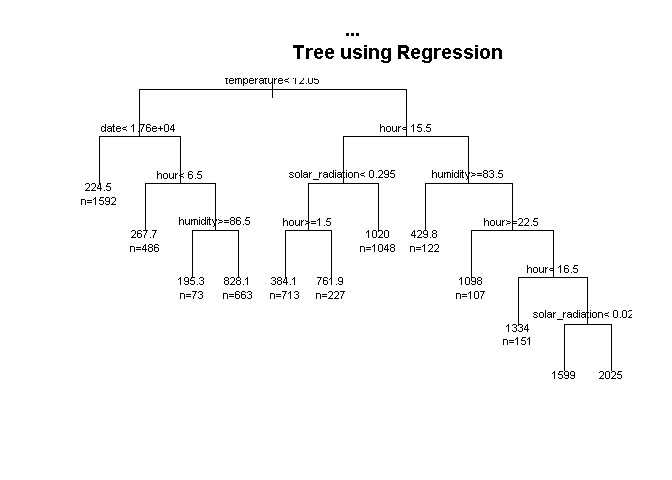 ...
Tree using Regression
temperature< 12.05
date< 1.76e+04
hour< 15.5
hour< 6.5
solar_radiation< 0.295
humidity>=83.5
224.5
n=1592
humidity>=86.5
hour>=1.5
hour>=22.5
267.7
n=486
1020
n=1048
429.8
n=122
hour< 16.5
195.3
n=73
828.1
n=663
384.1
n=713
761.9
n=227
1098
n=107
solar_radiation< 0.02
1334
n=151
1599
2025